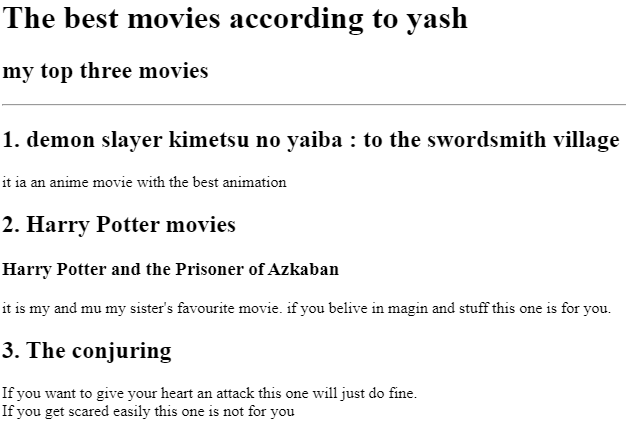 The best movies according to yash
my top three movies
1. demon slayer kimetsu no yaiba : to the swordsmith village
it ia an anime movie with the best animation
2. Harry Potter movies
Harry Potter and the Prisoner of Azkaban
it is my and mu my sister's favourite movie. if you belive in magin and stuff this one is for you.
3. The conjuring
If you want to give your heart an attack this one will just do fine.
If you get scared easily this one is not for you